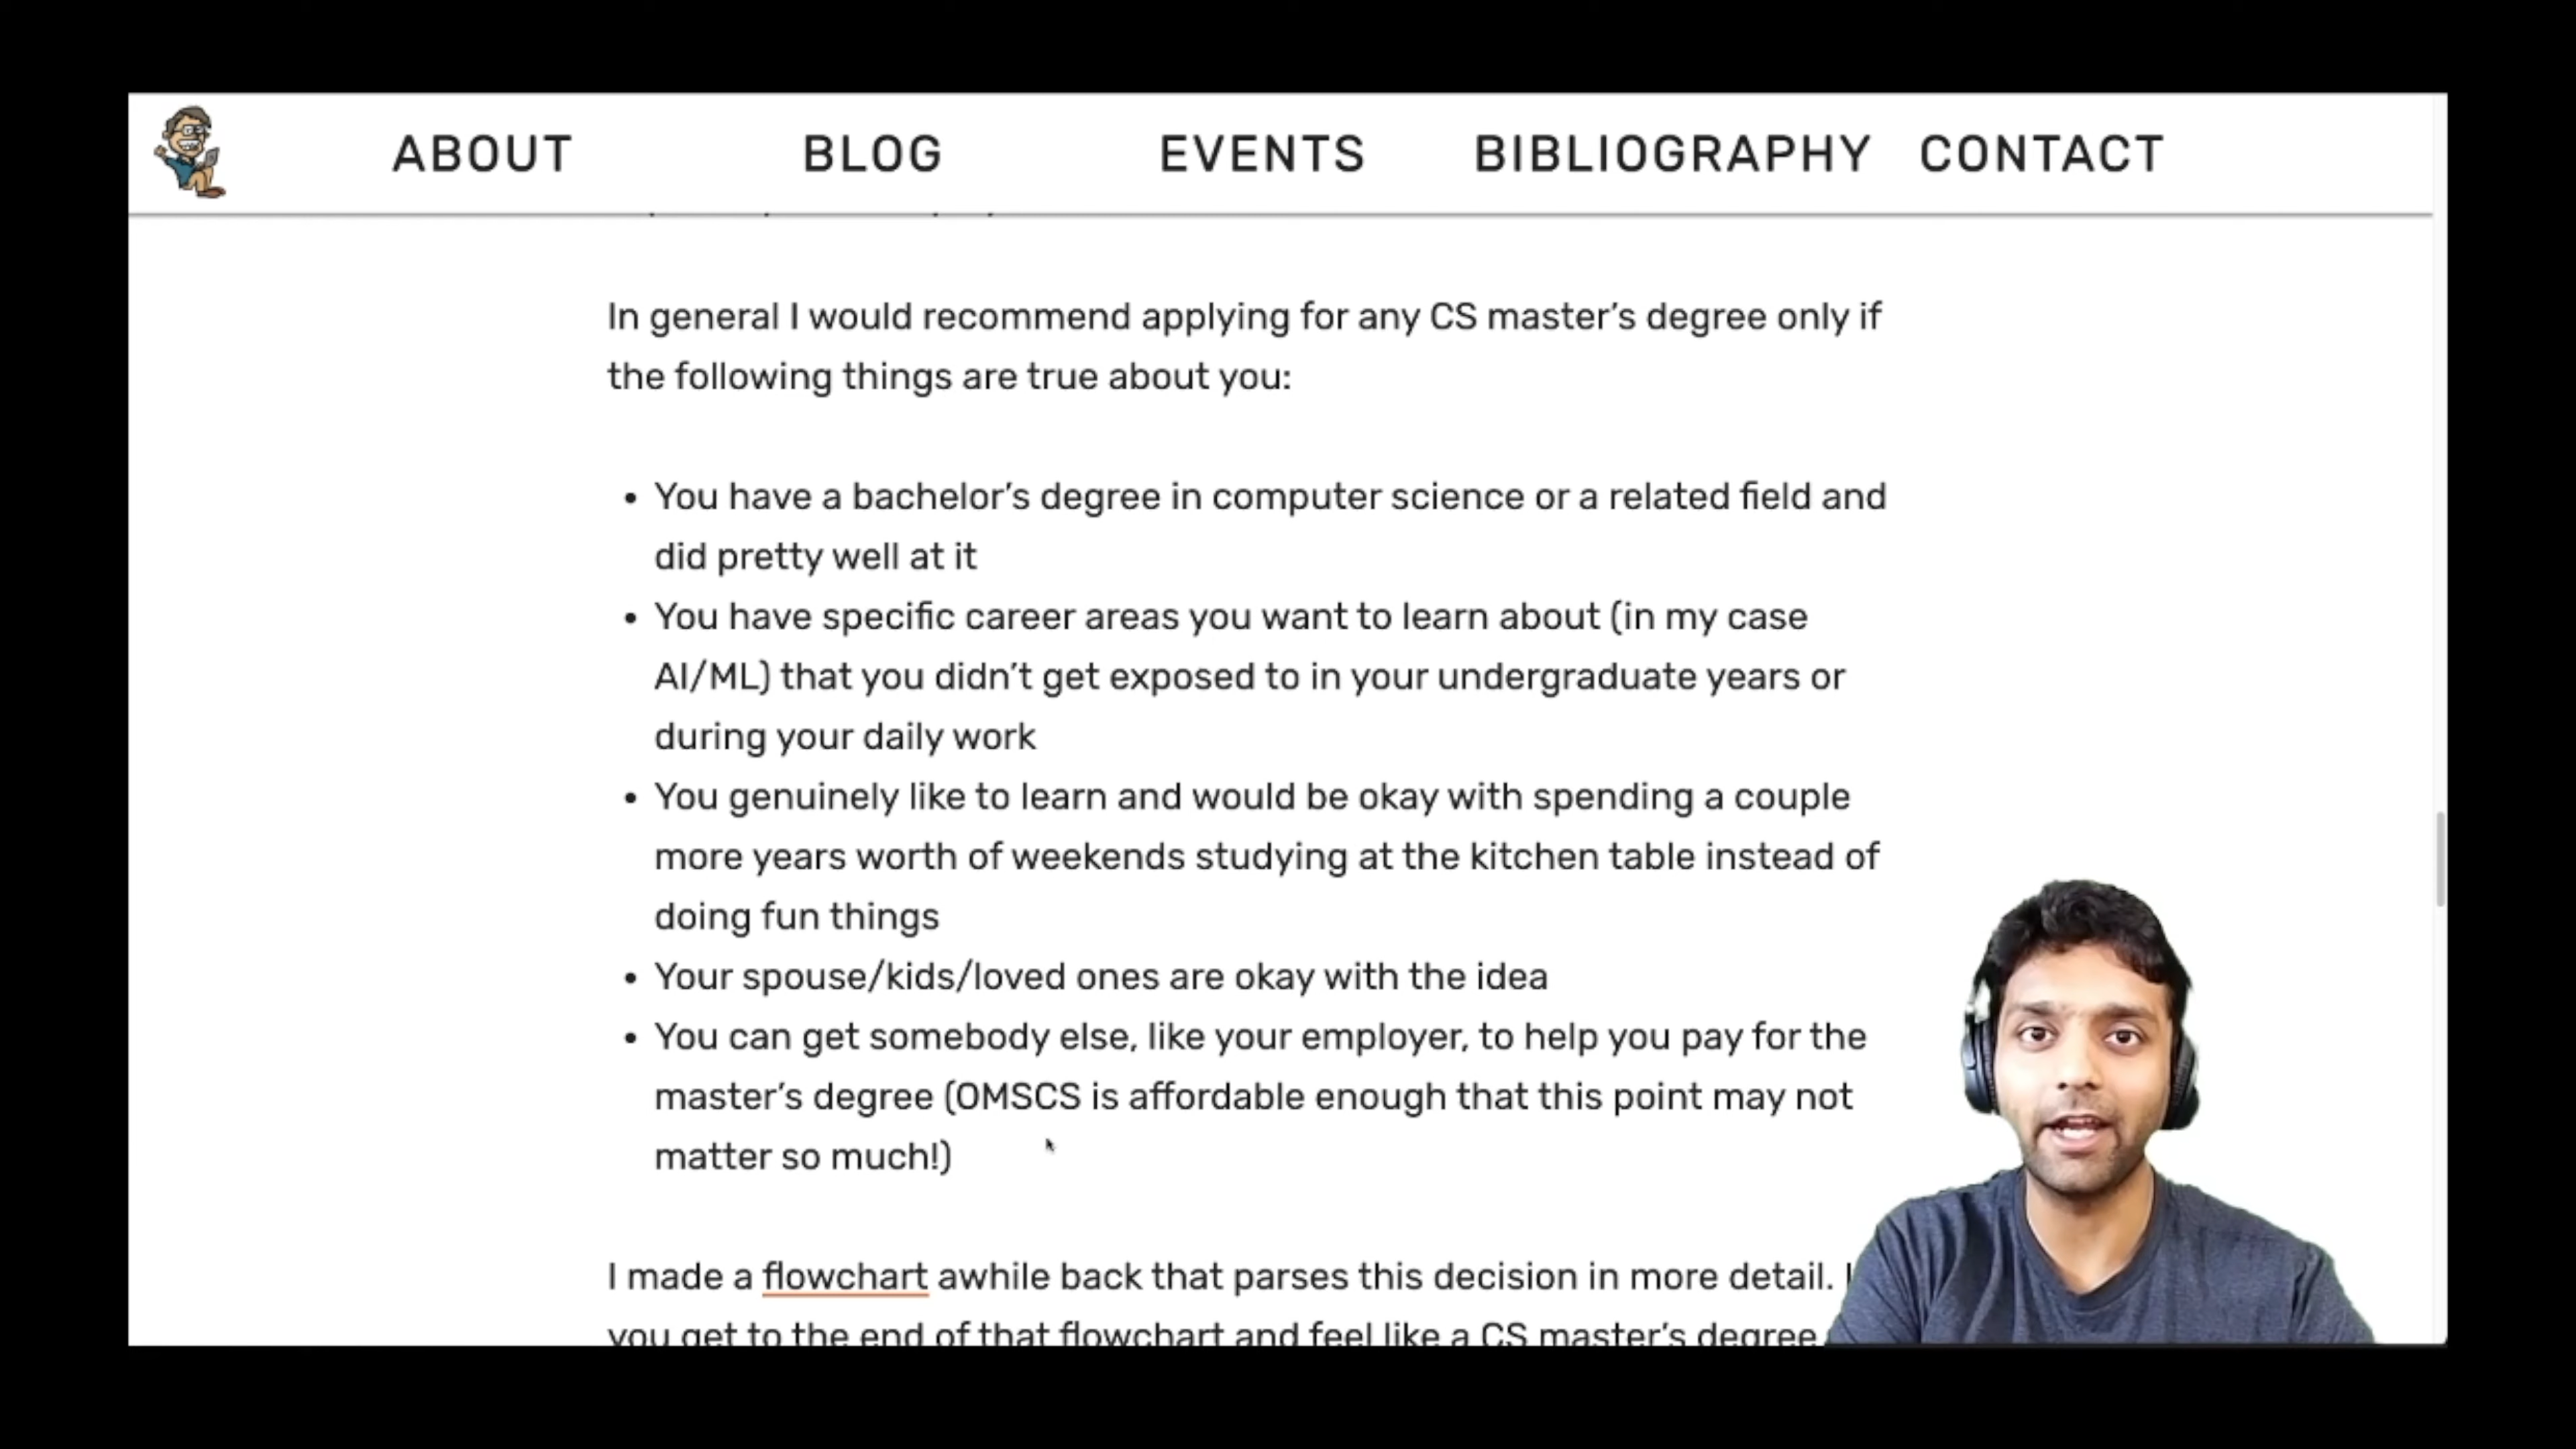 ABOUT BLOG EVENTS BIBLIOGRAPHY CONTACT
In general I would recommend applying for any CS master's degree only if
the following things are true about you:
• You have a bachelor's degree in computer science or a related field and
did pretty well at it
• You have specific career areas you want to learn about (in my case
AI/ML) that you didn't get exposed to in your undergraduate years or
during your daily work
• You genuinely like to learn and would be okay with spending a couple
more years worth of weekends studying at the kitchen table instead of
doing fun things
• Your spouse/kids/loved ones are okay with the idea
• You can get somebody else, like your employer, to help you pay for the
master's degree (OMSCS is affordable enough that this point may not
matter so much!)
I made a flowchart awhile back that parses this decision in more detail.
you get to the end of that flowchart and feel like a CS master's degree